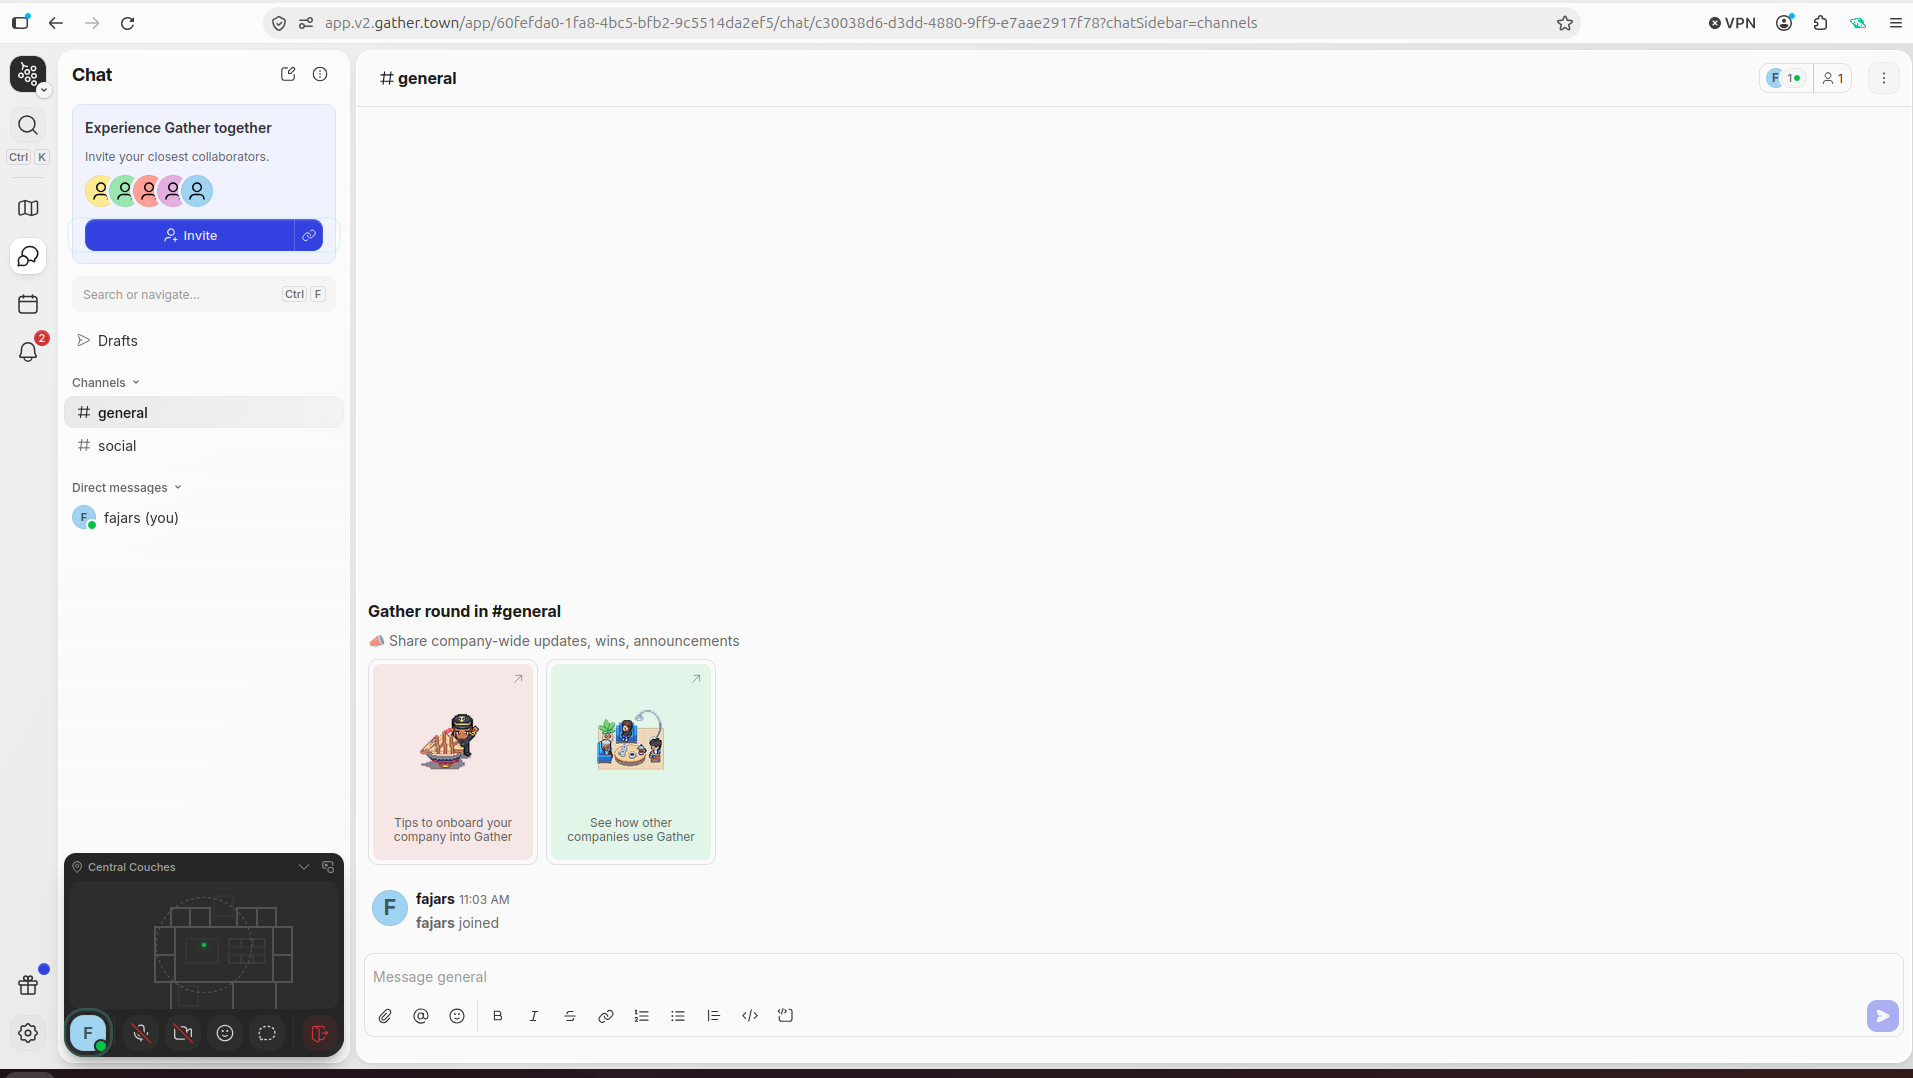 app.v2.gather.town/app/60fefda0-1fa8-4bc5-bfb2-9c5514da2ef5/chat/c30038d6-d3dd-4880-9ff9-e7aae2917f78?chatSidebar=channels
VPN
Chat
Experience Gather together
Invite your closest collaborators.
Invite
Search or navigate... Ctrl F
Ctrl K
Drafts
2
Channels
# general
# social
Direct messages
F fajars (you)
Central Couches
F
# general
F 1 1
Gather round in #general
📣 Share company-wide updates, wins, announcements
Tips to onboard your
company into Gather
See how other
companies use Gather
F
fajars 11:03 AM
fajars joined
Message general